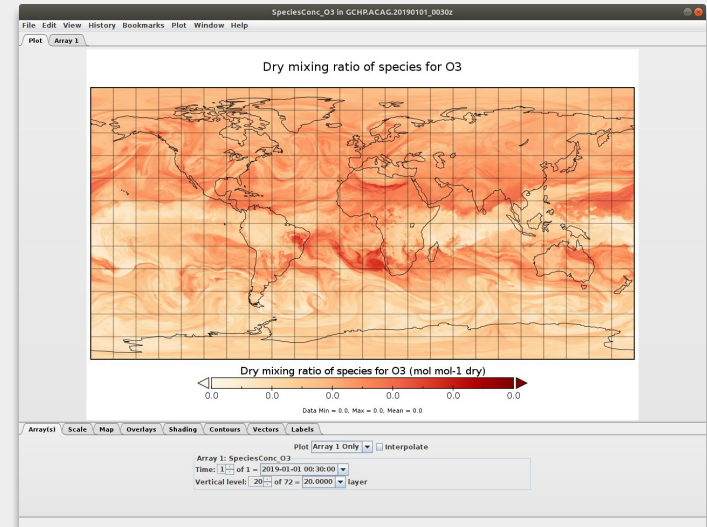 SpeciesConc_O3 in GCHP.ACAG.20190101_0030z
File Edit View History Bookmarks Plot Window Help
Plot Array 1
Dry mixing ratio of species for O3
Dry mixing ratio of species for O3 (mol mol-1 dry)
0.0 0.0 0.0 0.0 0.0 0.0
Data Min = 0.0, Max = 0.0, Mean = 0.0
Array(s) Scale Map Overlays Shading Contours Vectors Labels
Plot Array 1 Only Interpolate
Array 1: SpeciesConc_O3
Time: 1 of 1 = 2019-01-01 00:30:00
Vertical level: 20 of 72 = 20.0000 layer